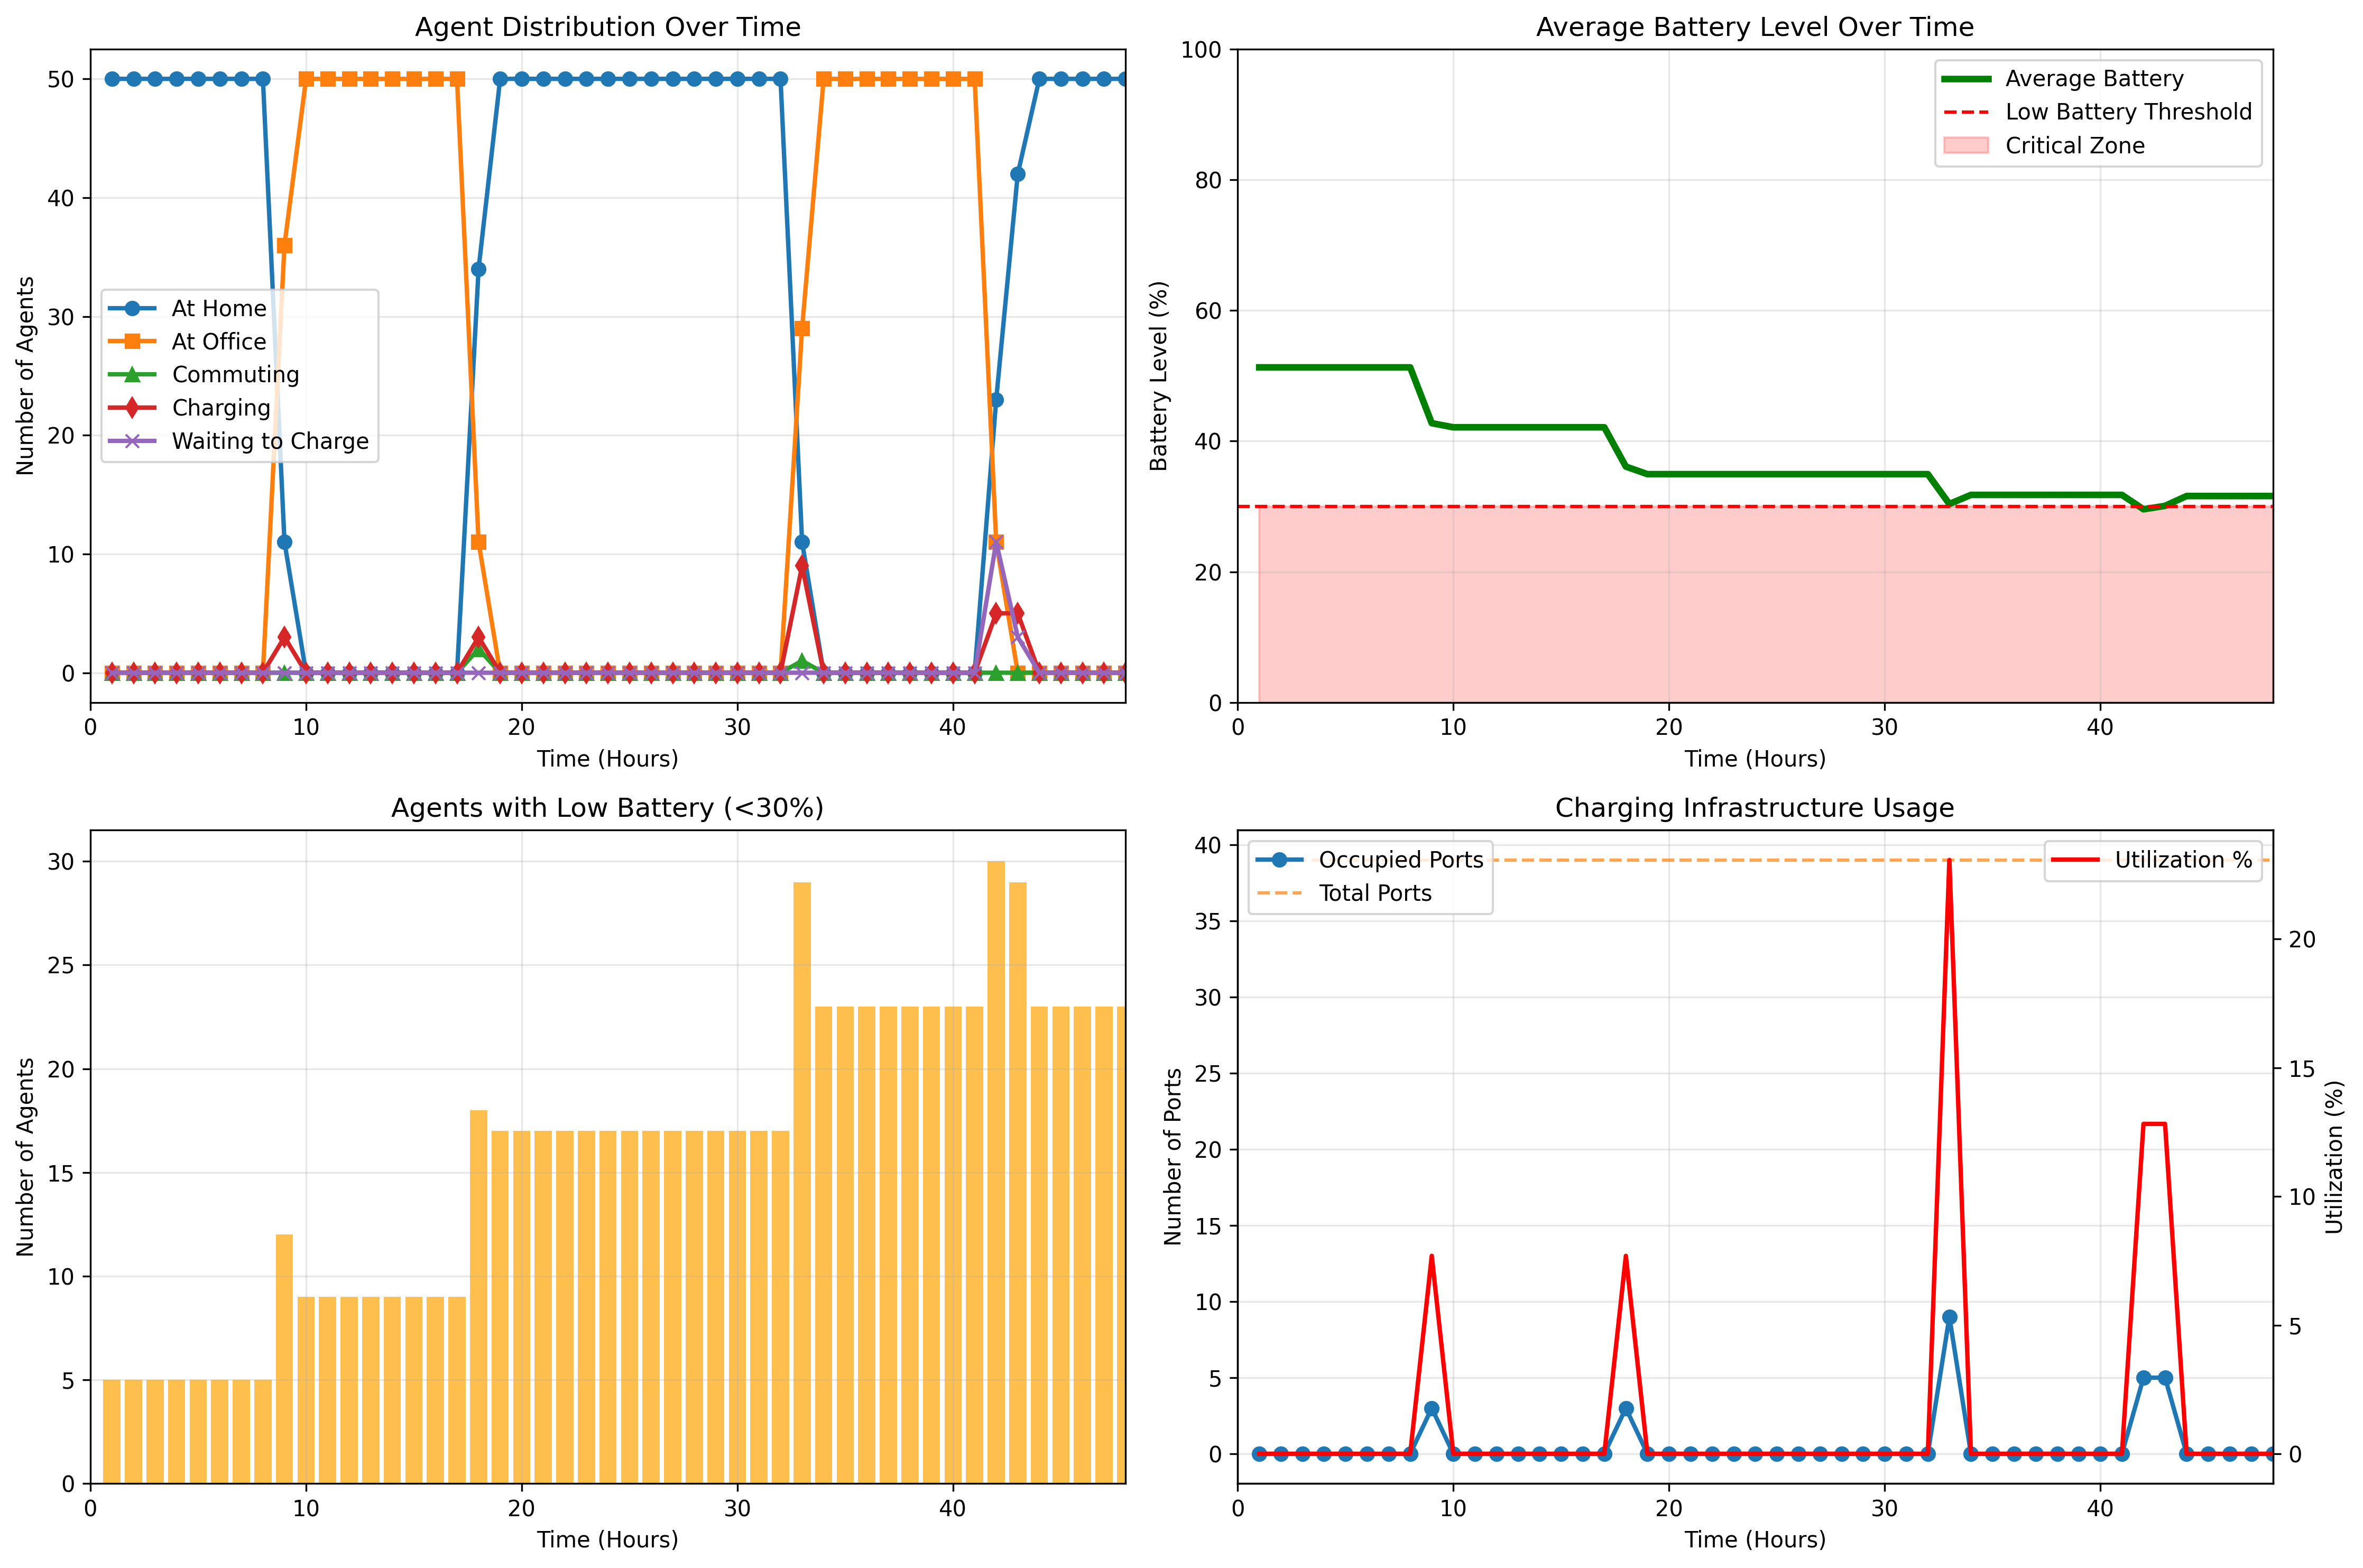 Agent Distribution Over Time
50
40
30
20
10
0
Number of Agents
At Home
At Office
Commuting
Charging
Waiting to Charge
0 10 20 30 40
Time (Hours)
Average Battery Level Over Time
100
80
60
40
20
0
Battery Level (%)
Average Battery
Low Battery Threshold
Critical Zone
0 10 20 30 40
Time (Hours)
Agents with Low Battery (<30%)
30
25
20
15
10
5
0
Number of Agents
0 10 20 30 40
Time (Hours)
Charging Infrastructure Usage
40
35
30
25
20
15
10
5
0
Number of Ports
Occupied Ports
Total Ports
Utilization %
20
15
10
5
0
Utilization (%)
0 10 20 30 40
Time (Hours)